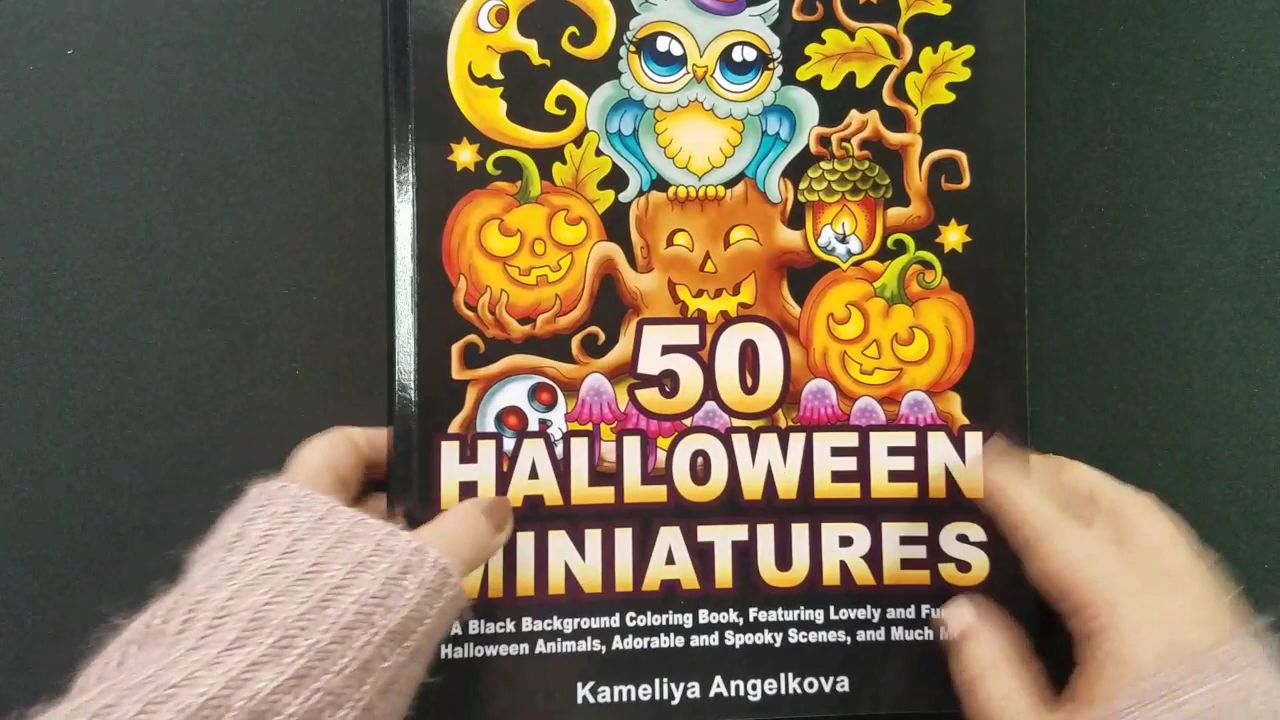 50
HALLOWEEN
MINIATURES
A Black Background Coloring Book, Featuring Lovely and
Halloween Animals, Adorable and Spooky Scenes, and Much
Kameliya Angelkova